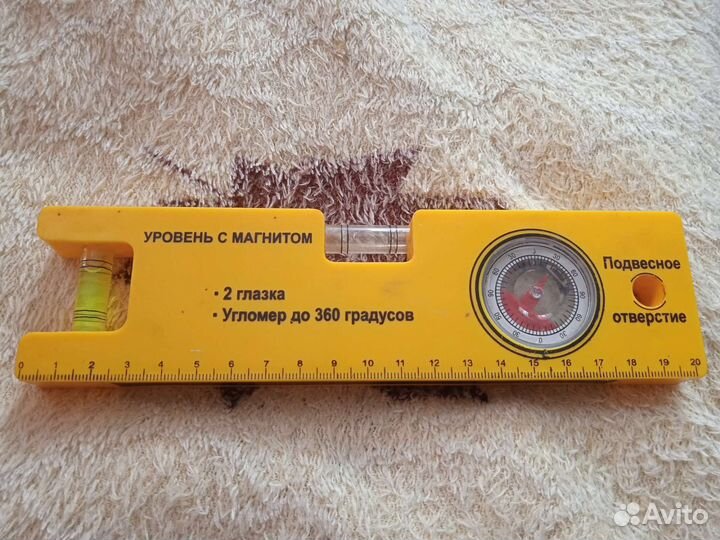 УРОВЕНЬ С МАГНИТОМ
• 2 глазка
• Угломер до 360 градусов
Подвесное
отверстие
0 1 2 3 4 5 6 7 8 9 10 11 12 13 14 15 16 17 18 19 20
Avito